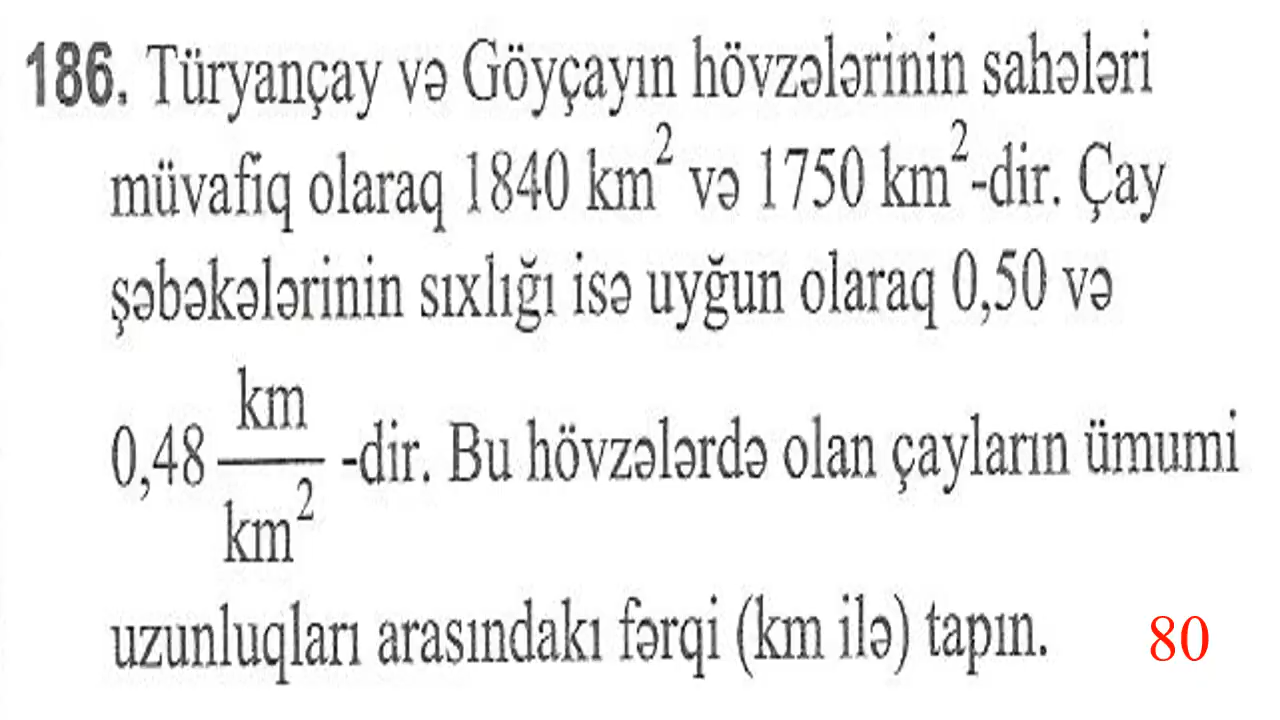 186. Türyançay və Göyçayın hövzələrinin sahələri
müvafiq olaraq 1840 km² və 1750 km²-dir. Çay
şəbəkələrinin sıxlığı isə uyğun olaraq 0,50 və
0,48 km/km² -dir. Bu hövzələrdə olan çayların ümumi
uzunluqları arasındakı fərqi (km ilə) tapın. 80